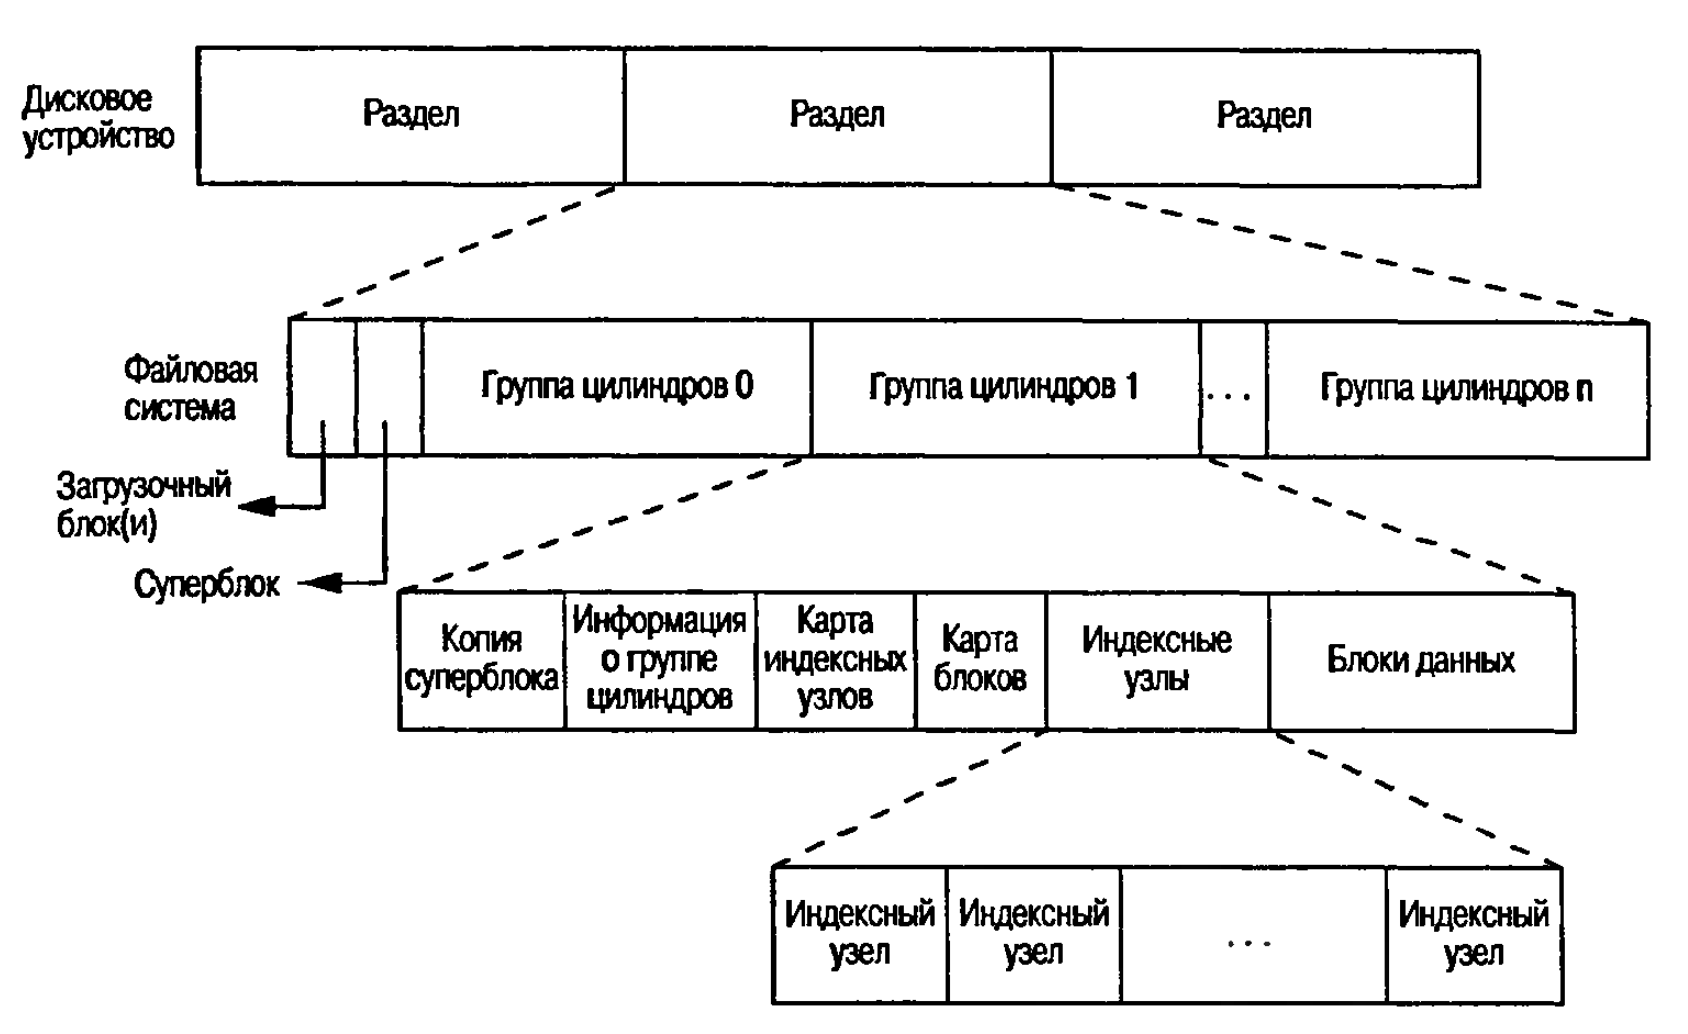 Дисковое
устройство
Раздел
Раздел
Раздел
Файловая
система
Группа цилиндров 0
Группа цилиндров 1
...
Группа цилиндров n
Загрузочный
блок(и)
Суперблок
Копия
суперблока
Информация
о группе
цилиндров
Карта
индексных
узлов
Карта
блоков
Индексные
узлы
Блоки данных
Индексный
узел
Индексный
узел
...
Индексный
узел